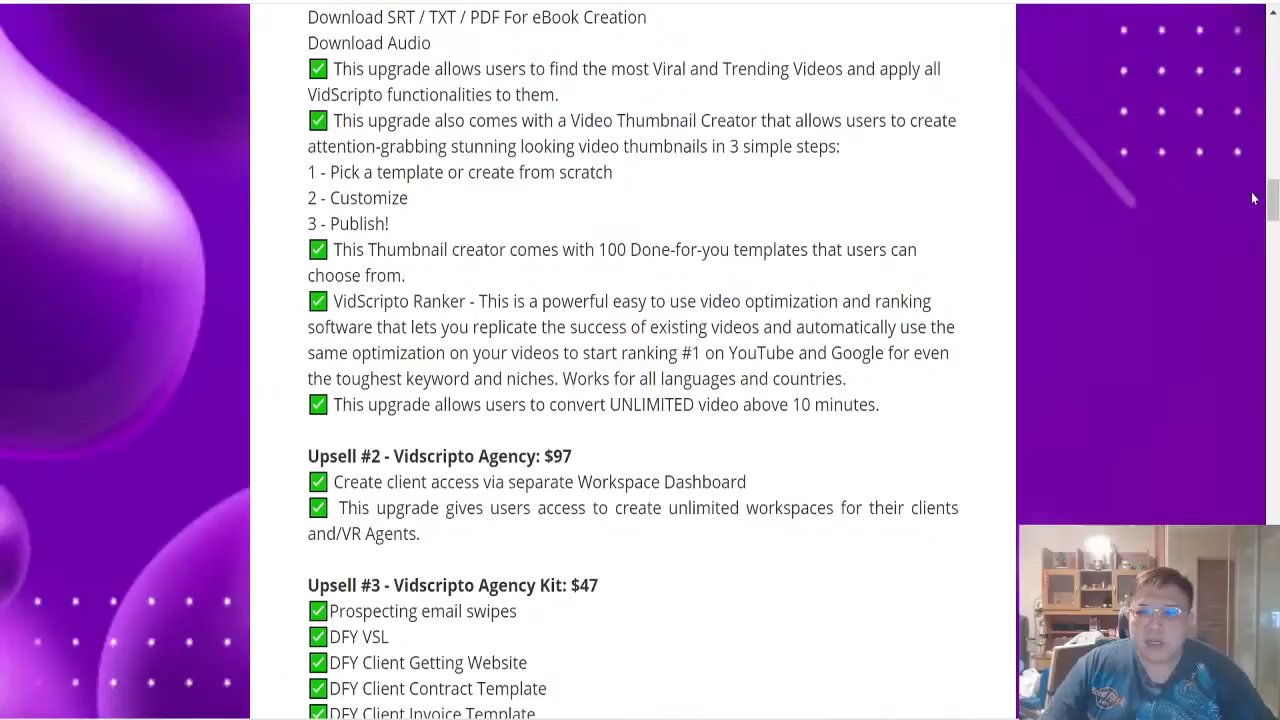 Download SRT / TXT / PDF For eBook Creation
Download Audio
✅ This upgrade allows users to find the most Viral and Trending Videos and apply all
VidScripto functionalities to them.
✅ This upgrade also comes with a Video Thumbnail Creator that allows users to create
attention-grabbing stunning looking video thumbnails in 3 simple steps:
1 - Pick a template or create from scratch
2 - Customize
3 - Publish!
✅ This Thumbnail creator comes with 100 Done-for-you templates that users can
choose from.
✅ VidScripto Ranker - This is a powerful easy to use video optimization and ranking
software that lets you replicate the success of existing videos and automatically use the
same optimization on your videos to start ranking #1 on YouTube and Google for even
the toughest keyword and niches. Works for all languages and countries.
✅ This upgrade allows users to convert UNLIMITED video above 10 minutes.
Upsell #2 - Vidscripto Agency: $97
✅ Create client access via separate Workspace Dashboard
✅ This upgrade gives users access to create unlimited workspaces for their clients
and/VR Agents.
Upsell #3 - Vidscripto Agency Kit: $47
✅Prospecting email swipes
✅DFY VSL
✅DFY Client Getting Website
✅DFY Client Contract Template
✅DFY Client Invoice Template
Hard Rock